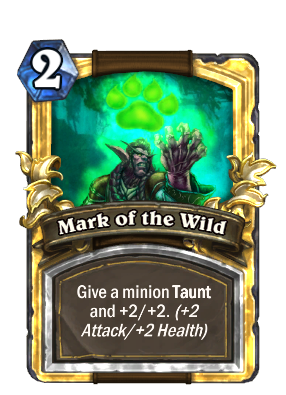 2
Mark of the Wild
Give a minion Taunt
and +2/+2. (+2
Attack/+2 Health)